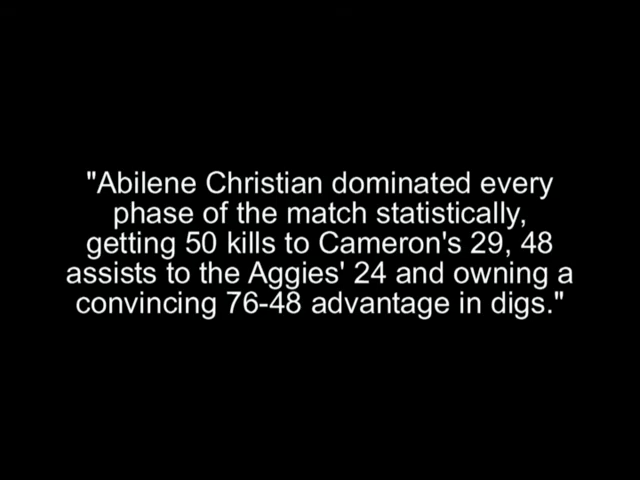 "Abilene Christian dominated every
phase of the match statistically,
getting 50 kills to Cameron's 29, 48
assists to the Aggies' 24 and owning a
convincing 76-48 advantage in digs."